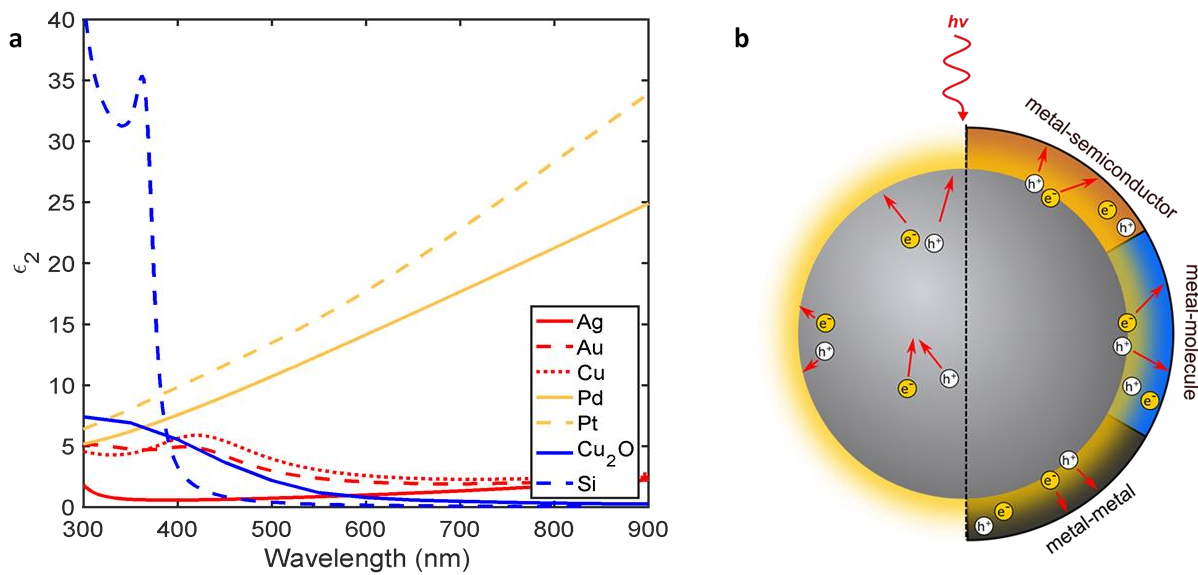 a
40
35
30
25
20
15
10
5
0
ϵ2
300 400 500 600 700 800 900
Wavelength (nm)
Ag
Au
Cu
Pd
Pt
Cu2O
Si
b
hν
metal-semiconductor
metal-molecule
metal-metal
h+
e−
e−
h+
e−
h+
e−
h+
e−
h+
e−
h+
h+
e−
h+
e−
h+
e−
e−
h+